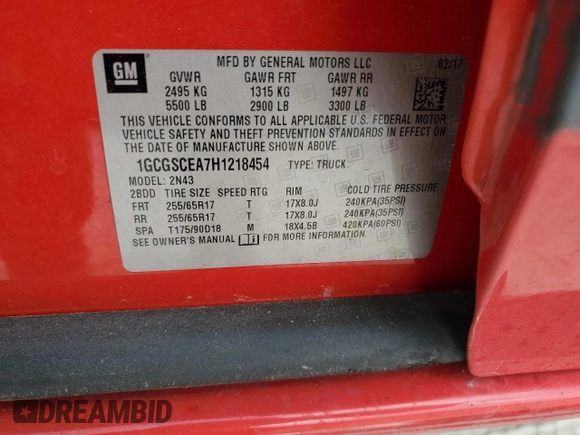 GM
MFD BY GENERAL MOTORS LLC 02/17
GVWR GAWR FRT GAWR RR
2495 KG 1315 KG 1497 KG
5500 LB 2900 LB 3300 LB
THIS VEHICLE CONFORMS TO ALL APPLICABLE U.S. FEDERAL MOTOR
VEHICLE SAFETY AND THEFT PREVENTION STANDARDS IN EFFECT ON
THE DATE OF MANUFACTURE SHOWN ABOVE.
1GCGSCEA7H1218454 TYPE: TRUCK
MODEL: 2N43
2BDD TIRE SIZE SPEED RTG RIM COLD TIRE PRESSURE
FRT 255/65R17 T 17X8.0J 240KPA(35PSI)
RR 255/65R17 T 17X8.0J 240KPA(35PSI)
SPA T175/90D18 M 18X4.5B 420KPA(60PSI)
SEE OWNER'S MANUAL FOR MORE INFORMATION
DREAMBID